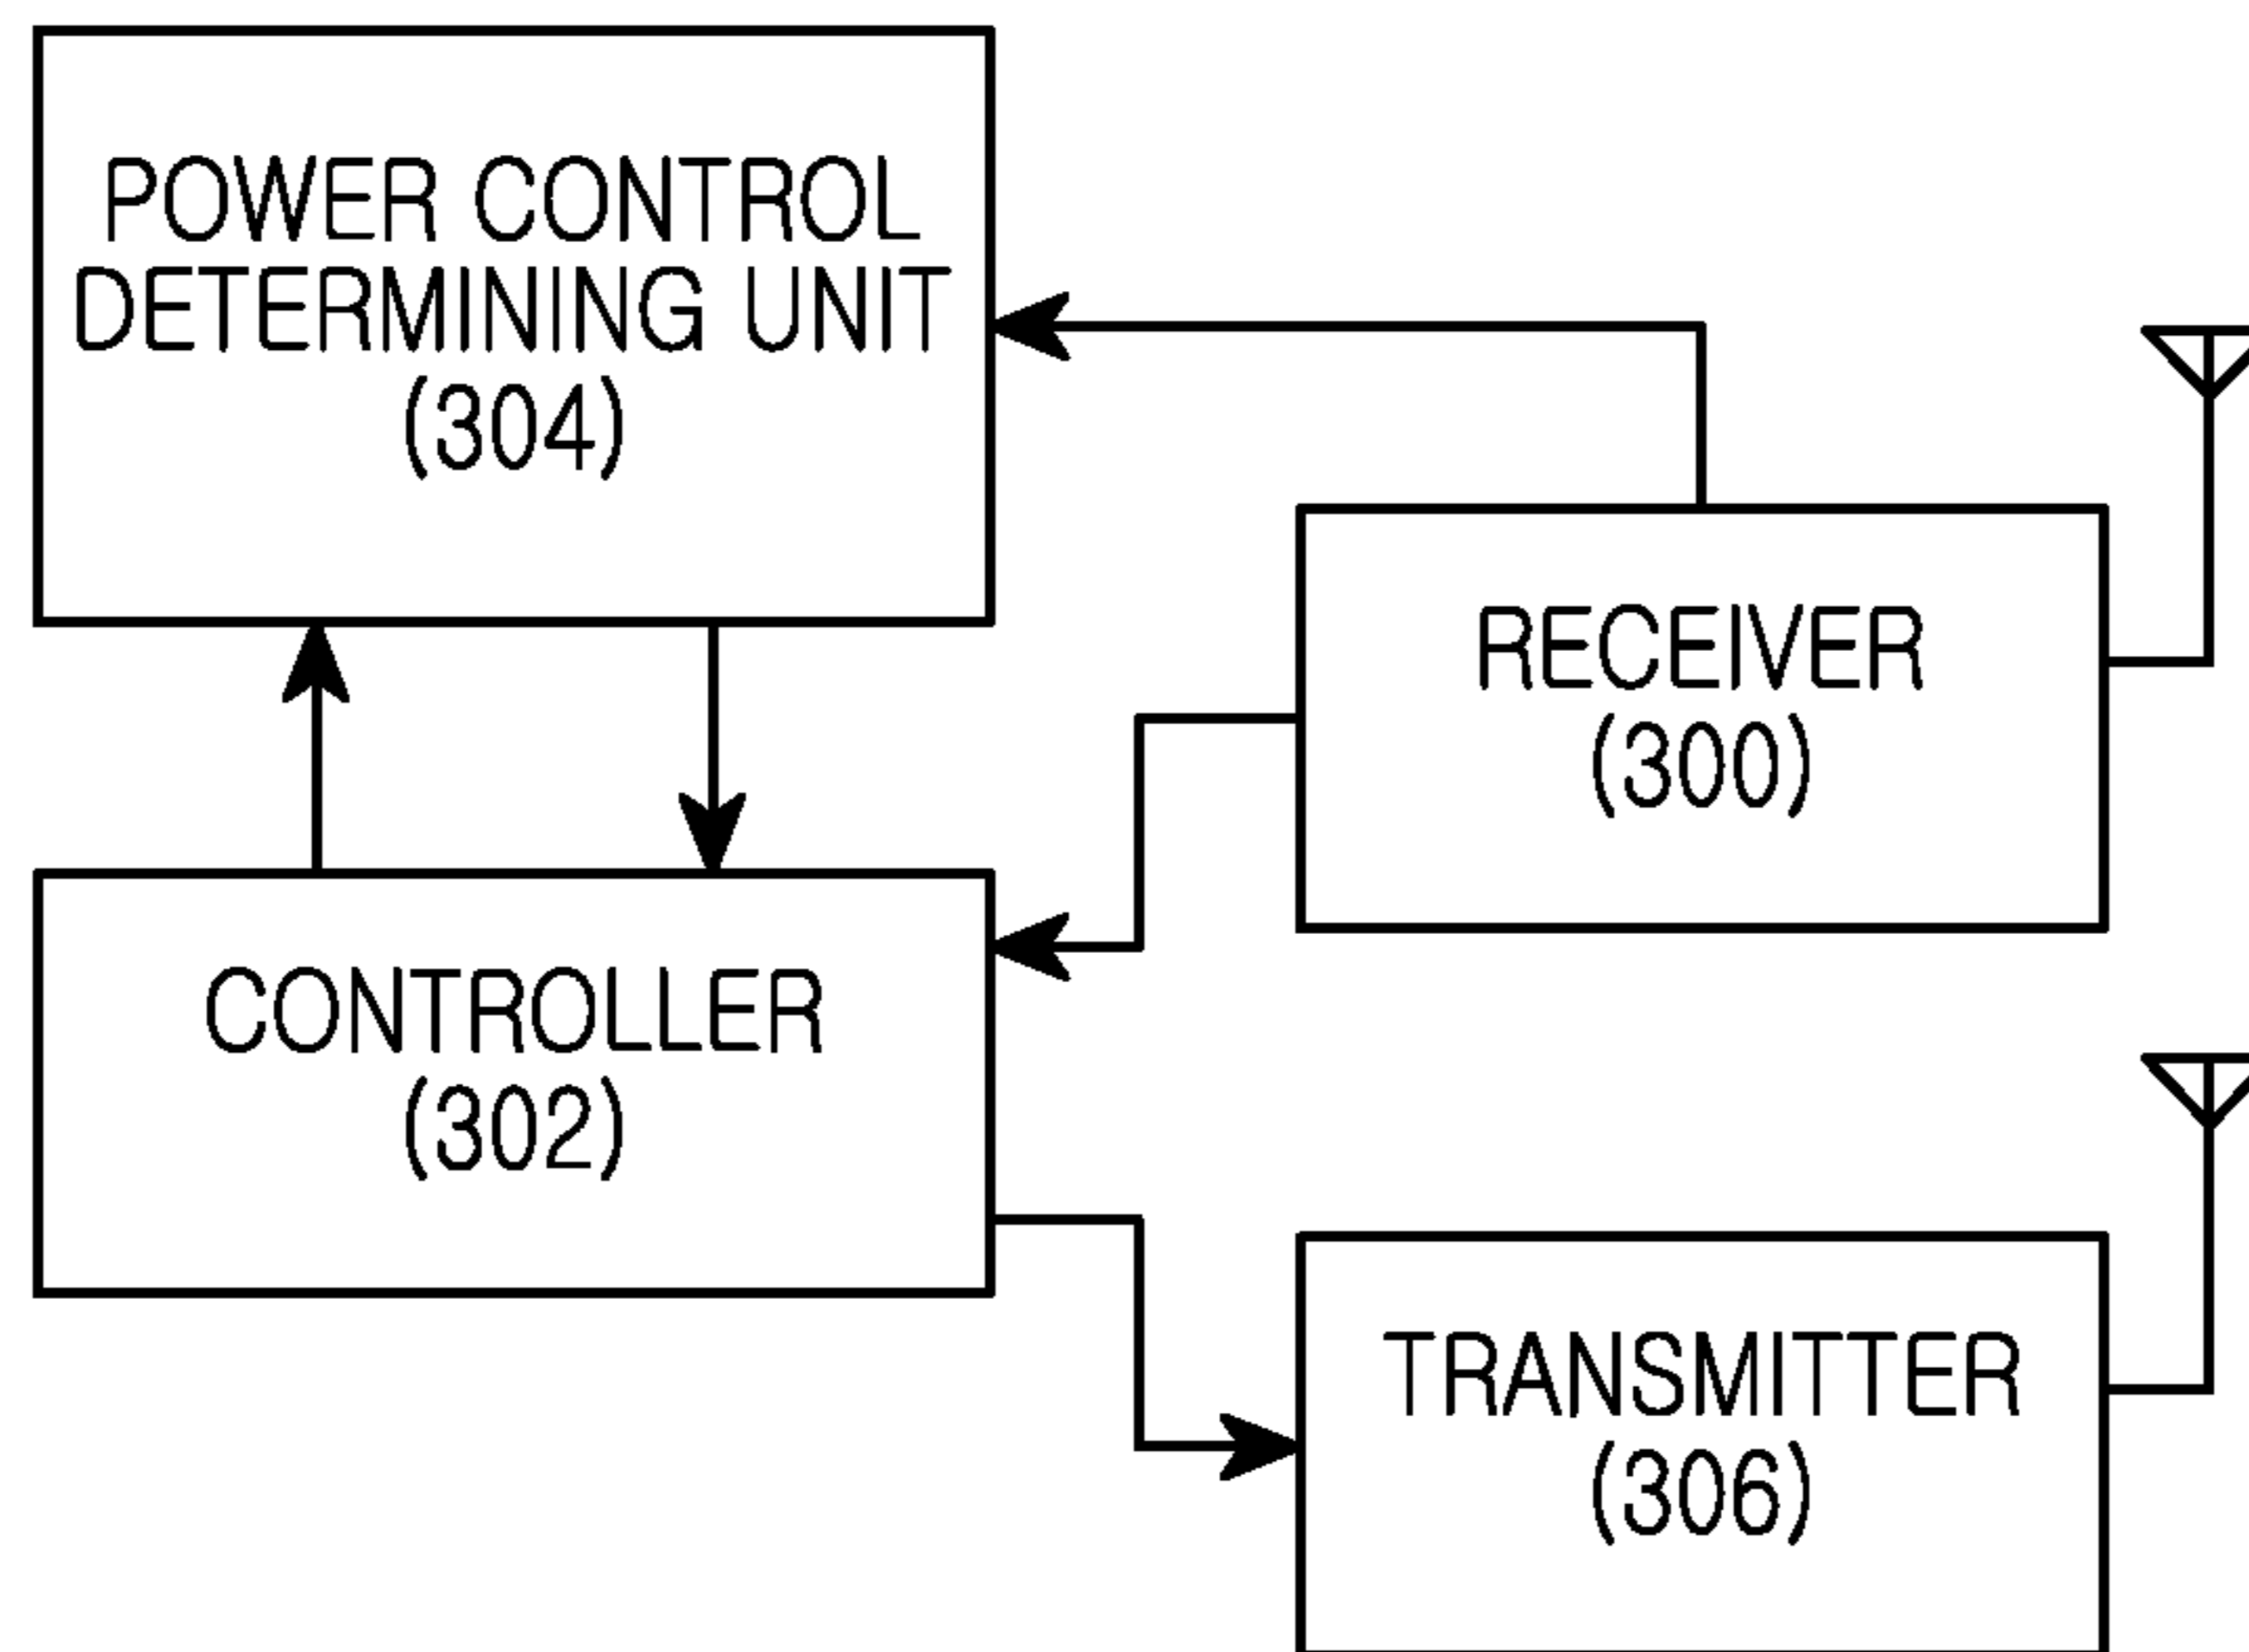 POWER CONTROL
DETERMINING UNIT
(304)
RECEIVER
(300)
CONTROLLER
(302)
TRANSMITTER
(306)